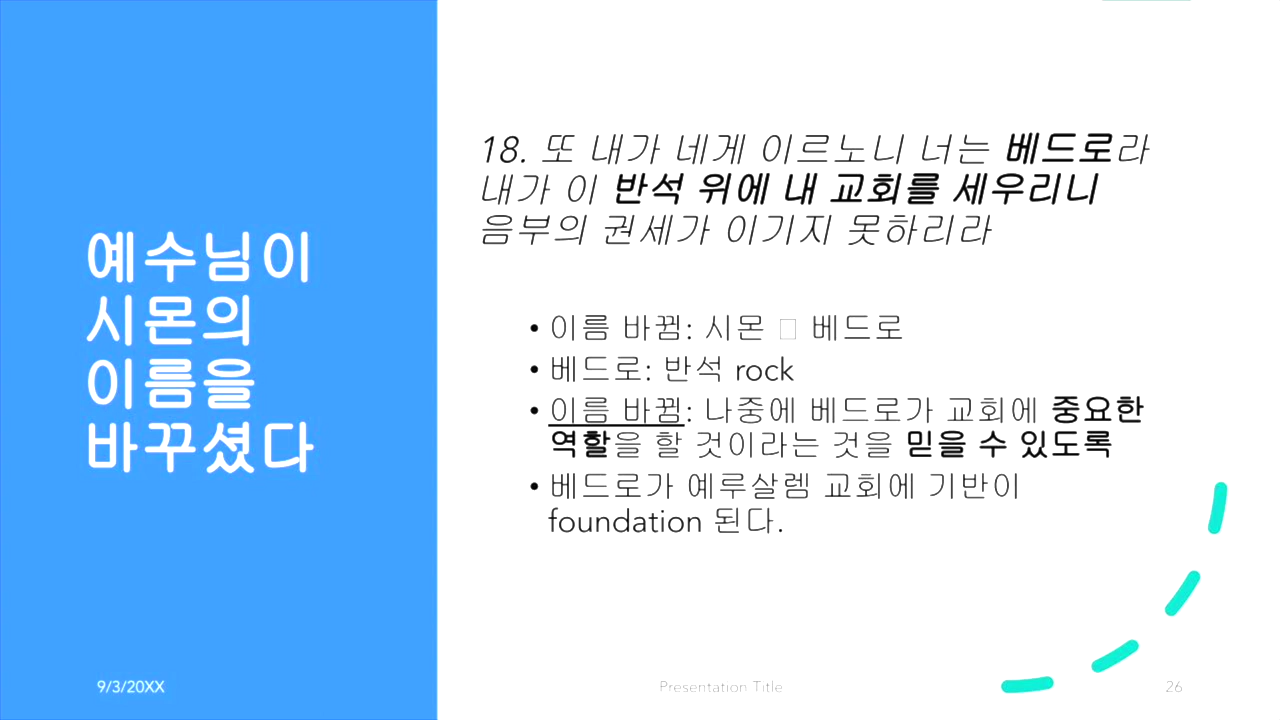 예수님이
시몬의
이름을
바꾸셨다
18. 또 내가 네게 이르노니 너는 베드로라
내가 이 반석 위에 내 교회를 세우리니
음부의 권세가 이기지 못하리라
• 이름 바뀜: 시몬 □ 베드로
• 베드로: 반석 rock
• 이름 바뀜: 나중에 베드로가 교회에 중요한
역할을 할 것이라는 것을 믿을 수 있도록
• 베드로가 예루살렘 교회에 기반이
foundation 된다.
9/3/20XX
Presentation Title
26